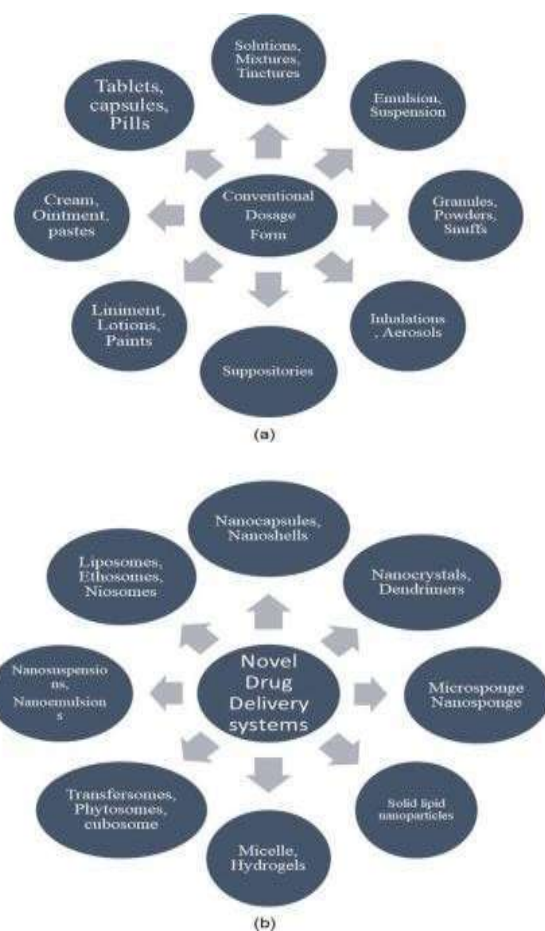 Solutions,
Mixtures,
Tinctures
Tablets,
capsules,
Pills
Emulsion,
Suspension
Cream,
Ointment,
pastes
Conventional
Dosage
Form
Granules,
Powders,
Snuffs
Liniment,
Lotions,
Paints
Inhalations
, Aerosols
Suppositories
(a)
Nanocapsules,
Nanoshells
Liposomes,
Ethosomes,
Niosomes
Nanocrystals,
Dendrimers
Nanosuspensio
ns,
Nanoemulsion
s
Novel
Drug
Delivery
systems
Microsponge
Nanosponge
Transfersomes,
Phytosomes,
cubosome
Solid lipid
nanoparticles
Micelle,
Hydrogels
(b)